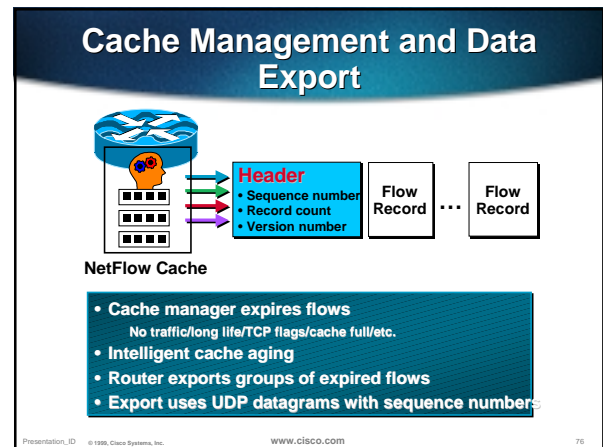 Cache Management and Data
Export
Header
• Sequence number
• Record count
• Version number
Flow
Record
...
Flow
Record
NetFlow Cache
• Cache manager expires flows
No traffic/long life/TCP flags/cache full/etc.
• Intelligent cache aging
• Router exports groups of expired flows
• Export uses UDP datagrams with sequence numbers
Presentation_ID © 1999, Cisco Systems, Inc. www.cisco.com 76